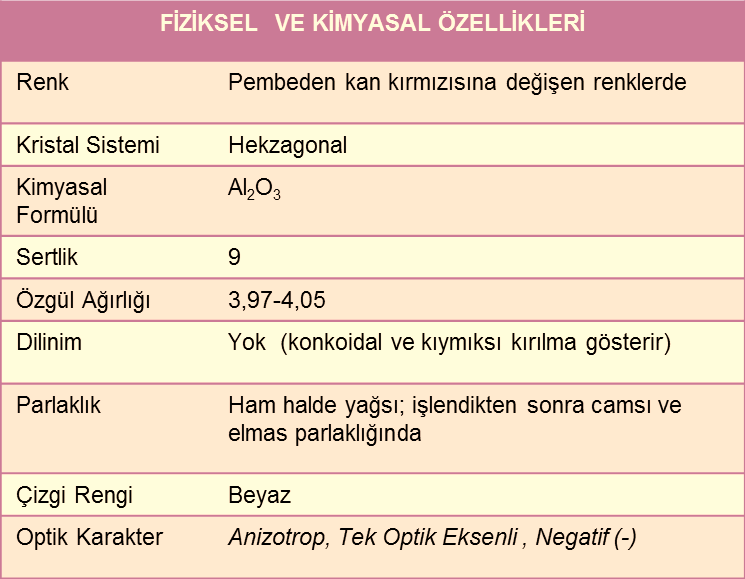 FİZİKSEL  VE KİMYASAL ÖZELLİKLERİ
Renk Pembeden kan kırmızısına değişen renklerde
Kristal Sistemi Hekzagonal
Kimyasal Formülü Al₂O₃
Sertlik 9
Özgül Ağırlığı 3,97-4,05
Dilinim Yok  (konkoidal ve kıymıksı kırılma gösterir)
Parlaklık Ham halde yağsı; işlendikten sonra camsı ve
elmas parlaklığında
Çizgi Rengi Beyaz
Optik Karakter Anizotrop, Tek Optik Eksenli , Negatif (-)